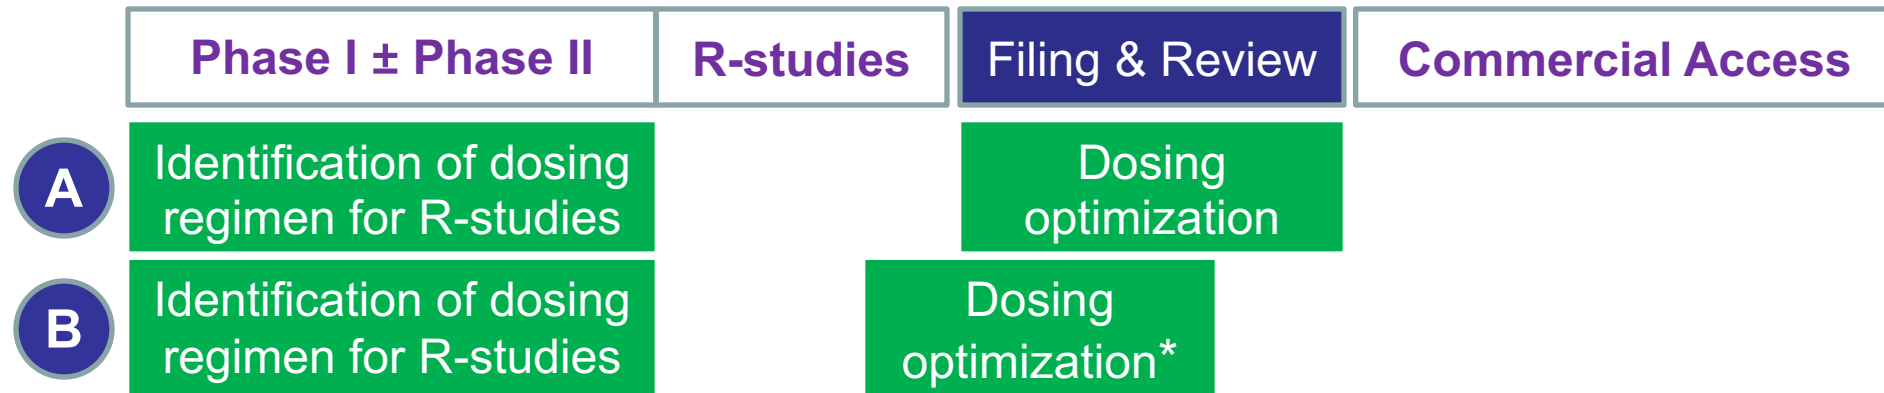 Phase I ± Phase II
R-studies
Filing & Review
Commercial Access
A
Identification of dosing
regimen for R-studies
Dosing
optimization
B
Identification of dosing
regimen for R-studies
Dosing
optimization*